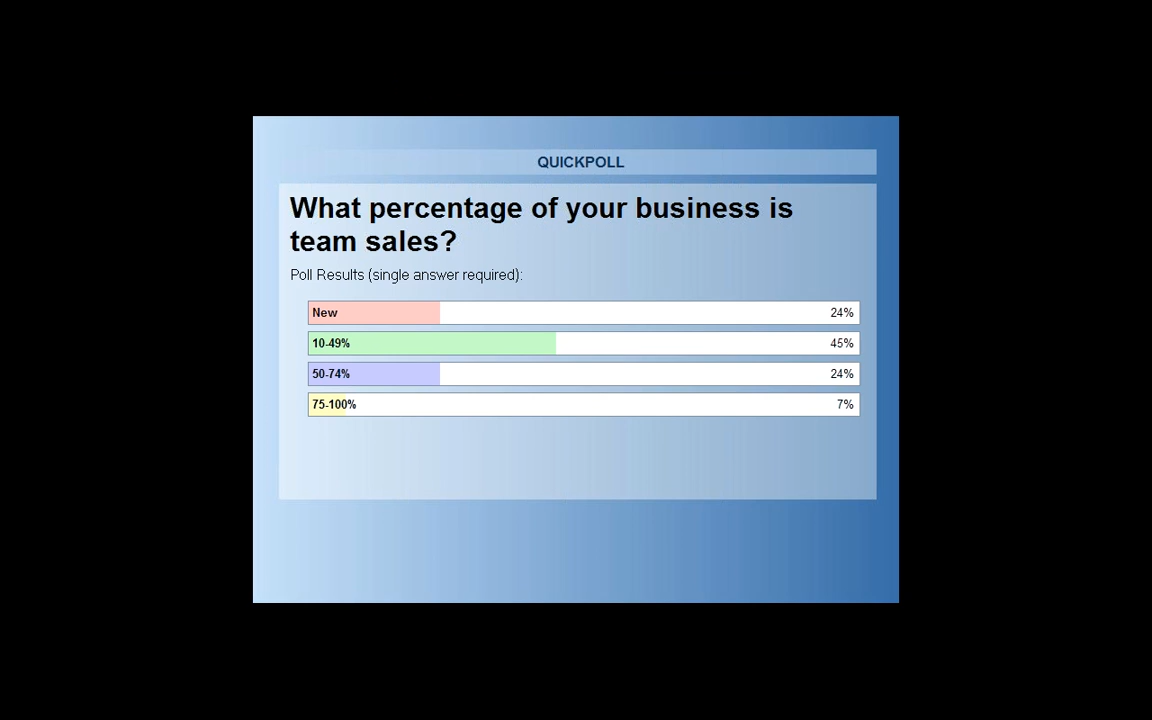 QUICKPOLL
What percentage of your business is
team sales?
Poll Results (single answer required):
New 24%
10-49% 45%
50-74% 24%
75-100% 7%